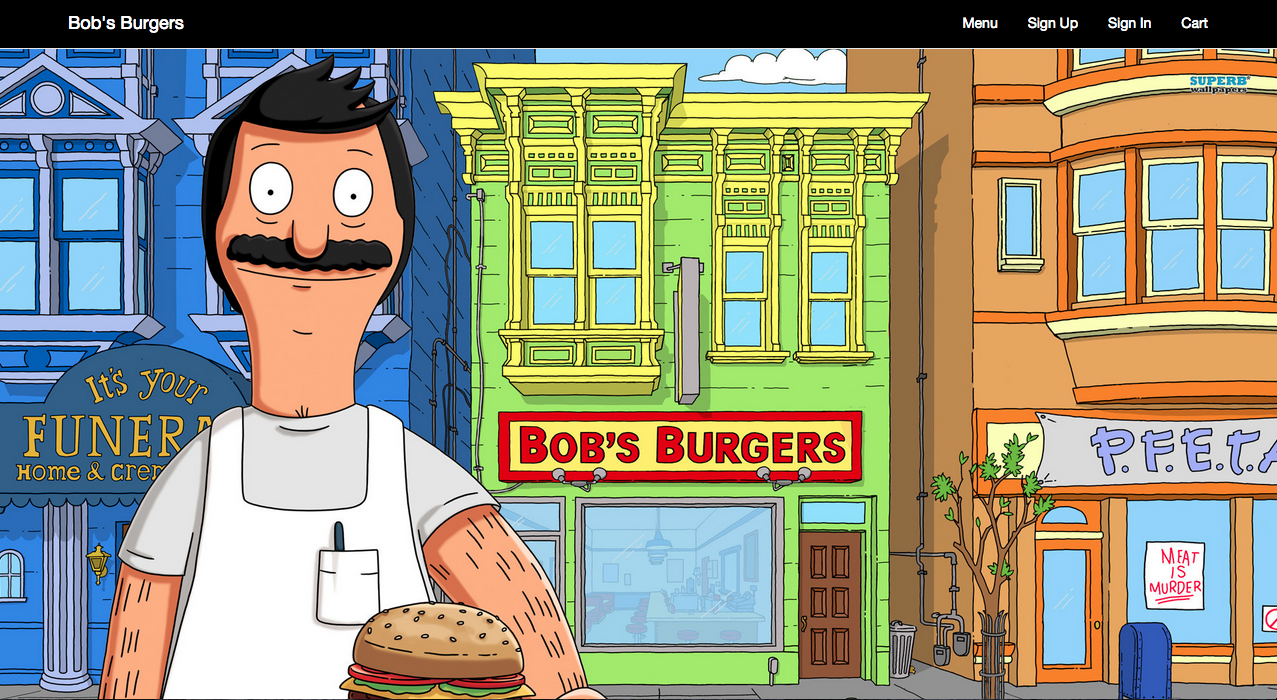 Bob's Burgers
Menu
Sign Up
Sign In
Cart
SUPERB
wallpapers
It's your
FUNERA
Home & Crem
BOB'S BURGERS
P.F.E.T.A
MEAT
IS
MURDER